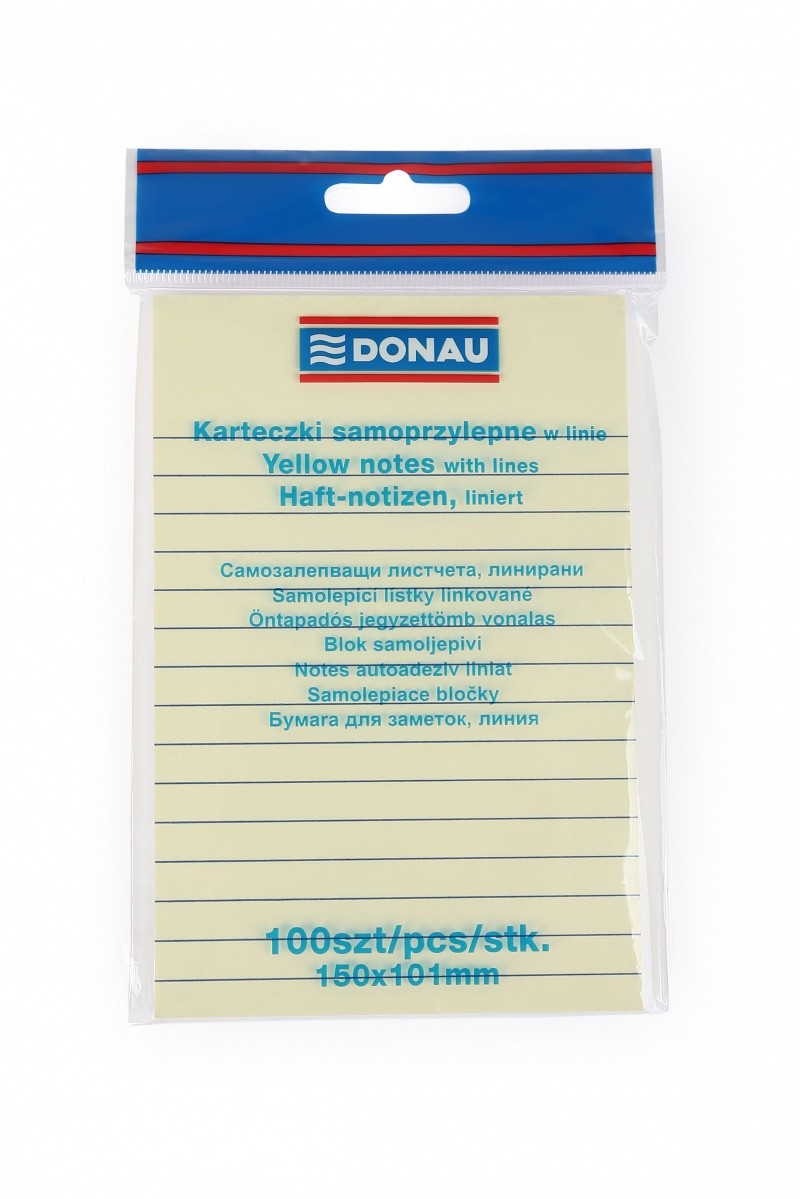 DONAU
Karteczki samoprzylepne w linie
Yellow notes with lines
Haft-notizen, liniert
Самозалепващи листчета, линирани
Samolepící lístky linkované
Öntapadós jegyzettömb vonalas
Blok samoljepivi
Notes autoadeziv liniat
Samolepiace bločky
Бумага для заметок, линия
100szt/pcs/stk.
150x101mm